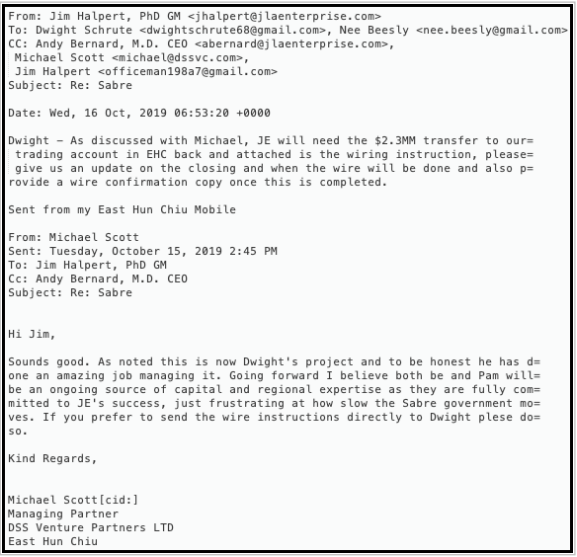 From: Jim Halpert, PhD GM <jhalpert@jlaenterprise.com>
To: Dwight Schrute <dwightschrute68@gmail.com>, Nee Beesly <nee.beesly@gmail.com>
CC: Andy Bernard, M.D. CEO <abernard@jlaenterprise.com>,
Michael Scott <michael@dssvc.com>,
Jim Halpert <officeman198a7@gmail.com>
Subject: Re: Sabre
Date: Wed, 16 Oct, 2019 06:53:20 +0000
Dwight – As discussed with Michael, JE will need the $2.3MM transfer to our=
trading account in EHC back and attached is the wiring instruction, please=
give us an update on the closing and when the wire will be done and also p=
rovide a wire confirmation copy once this is completed.
Sent from my East Hun Chiu Mobile
From: Michael Scott
Sent: Tuesday, October 15, 2019 2:45 PM
To: Jim Halpert, PhD GM
Cc: Andy Bernard, M.D. CEO
Subject: Re: Sabre
Hi Jim,
Sounds good. As noted this is now Dwight's project and to be honest he has d=
one an amazing job managing it. Going forward I believe both be and Pam will=
be an ongoing source of capital and regional expertise as they are fully com=
mitted to JE's success, just frustrating at how slow the Sabre government mo=
ves. If you prefer to send the wire instructions directly to Dwight plese do=
so.
Kind Regards,
Michael Scott[cid:]
Managing Partner
DSS Venture Partners LTD
East Hun Chiu